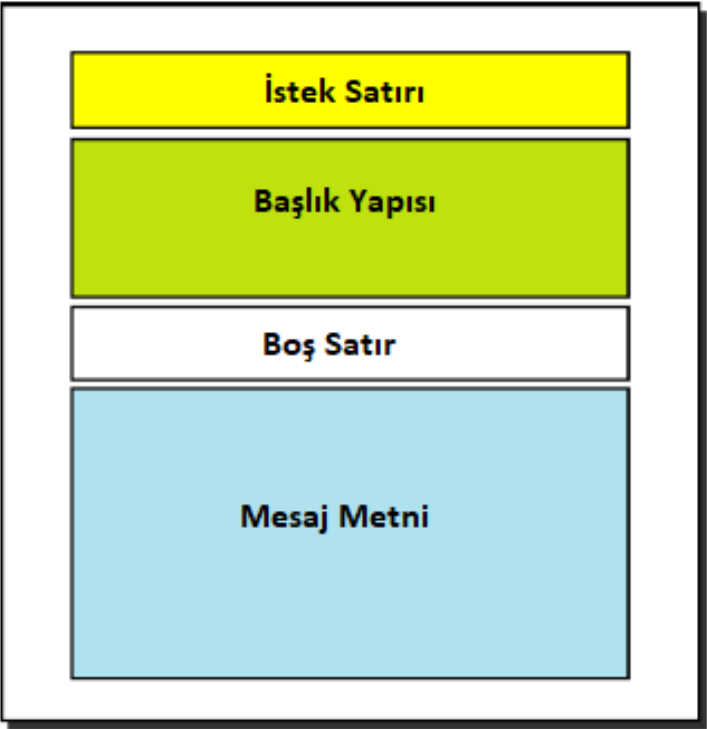 İstek Satırı
Başlık Yapısı
Boş Satır
Mesaj Metni